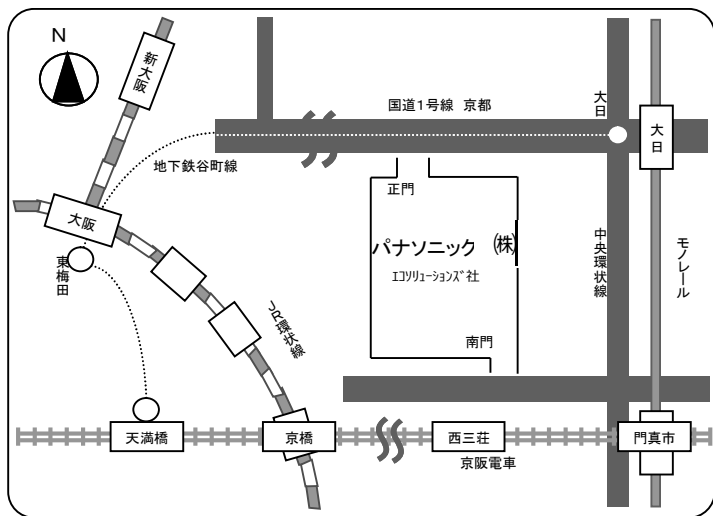 N
新大阪
国道1号線 京都
大日
大日
地下鉄谷町線
正門
大阪
パナソニック ㈱
エコソリューションズ社
東梅田
中央環状線
モノレール
JR環状線
南門
天満橋
京橋
西三荘
門真市
京阪電車